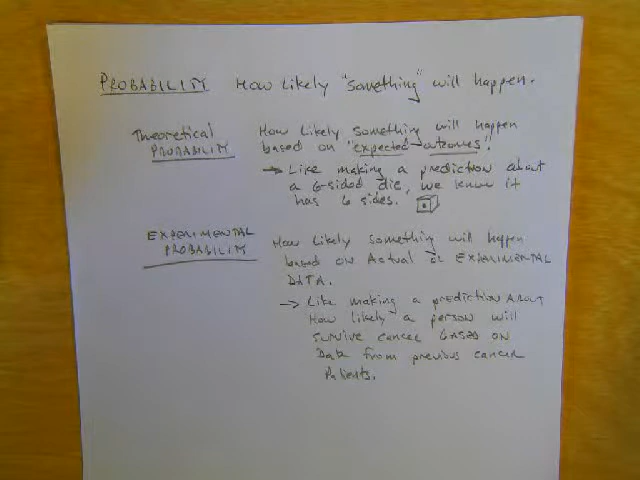 PROBABILITY How Likely "something" will happen.
Theoretical PROBABILITY
How Likely something will happen
based on "expected outcomes".
→ Like making a prediction about
a 6-sided die, we know it
has 6 sides.
EXPERIMENTAL PROBABILITY
How Likely something will happen
based on Actual or EXPERIMENTAL
DATA.
→ Like making a prediction About
How likely a person will
survive cancer BASED ON
Data from previous cancer
Patients.